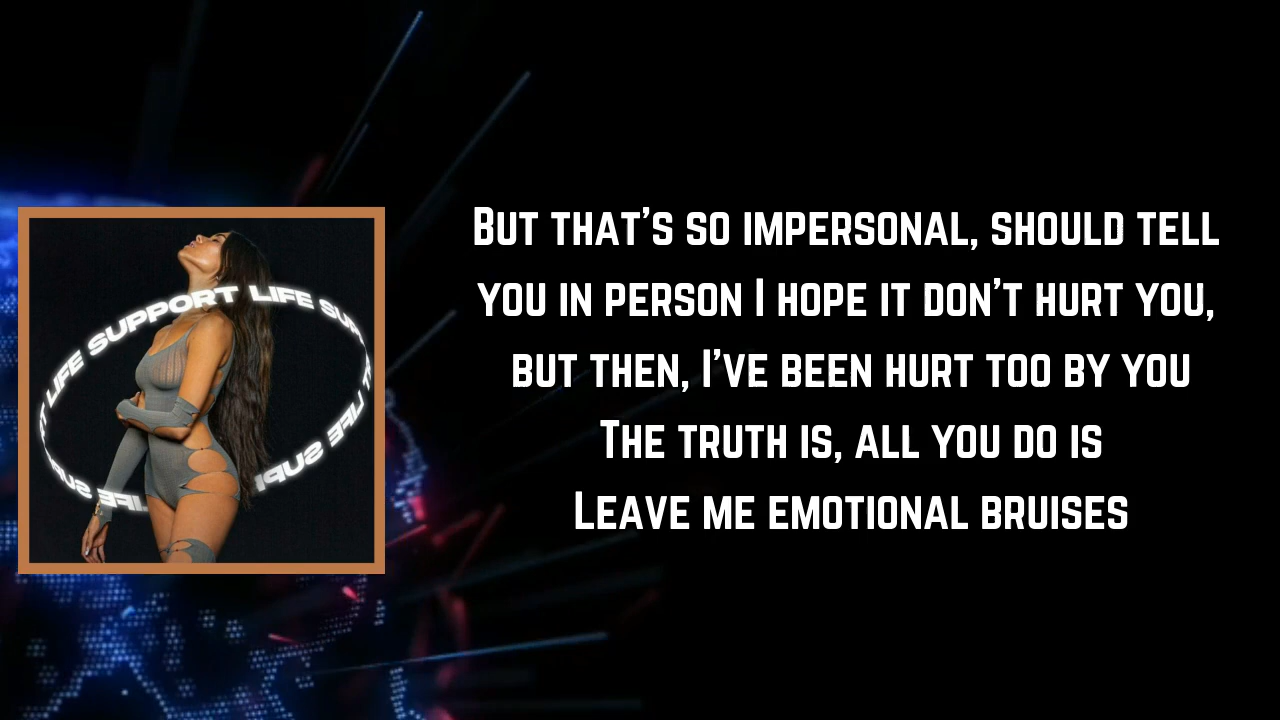 LIFE SUPPORT LIFE SUP
LIFE SUPP
LIFE SUPP
But that's so impersonal, should tell
you in person I hope it don't hurt you,
but then, I've been hurt too by you
The truth is, all you do is
Leave me emotional bruises